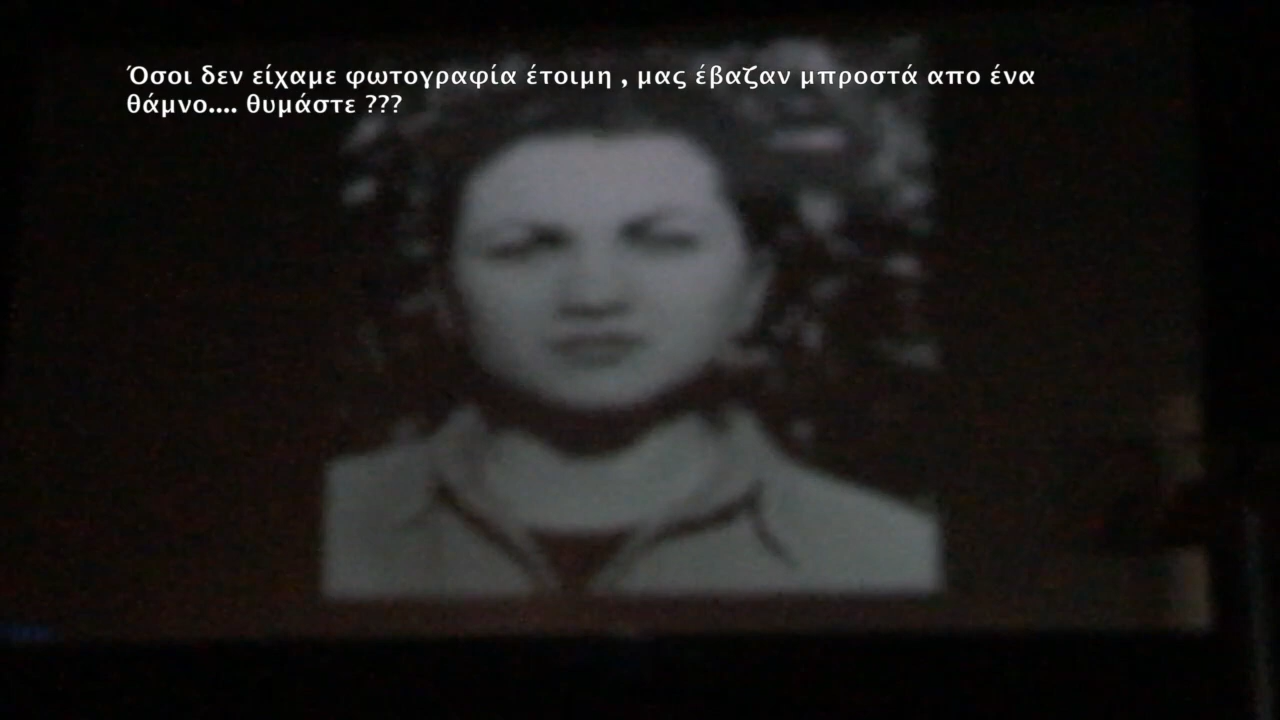 Όσοι δεν είχαμε φωτογραφία έτοιμη , μας έβαζαν μπροστά απο ένα
θάμνο.... θυμάστε ???